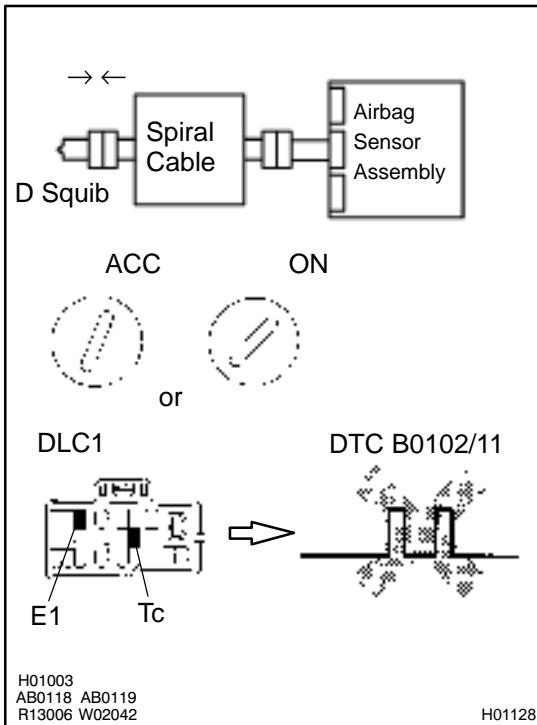 Airbag
Sensor
Assembly
Spiral
Cable
D Squib
ACC ON
or
DLC1 DTC B0102/11
E1 Tc
H01003
AB0118 AB0119
R13006 W02042 H01128